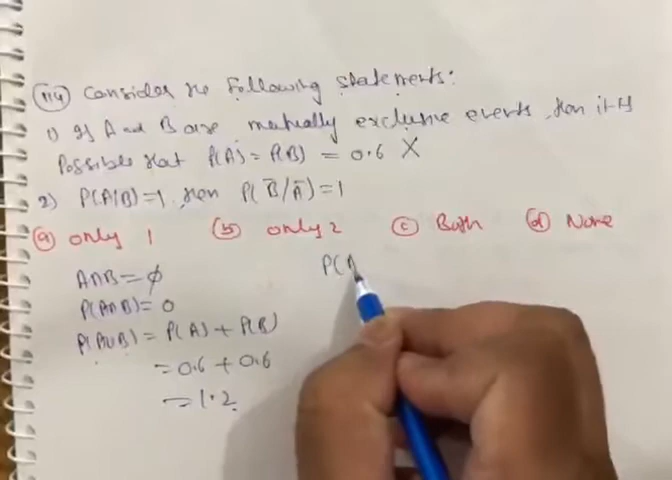 114 Consider the following statements:
1) If A and B are mutually exclusive events, then it is
possible that P(A) = P(B) = 0.6 X
2) P(A|B)=1, then P(B̅/A̅)=1
(a) only 1 (b) only 2 (c) Both (d) None
A∩B = ϕ
P(A∩B) = 0
P(A∪B) = P(A) + P(B)
= 0.6 + 0.6
= 1.2
P(A